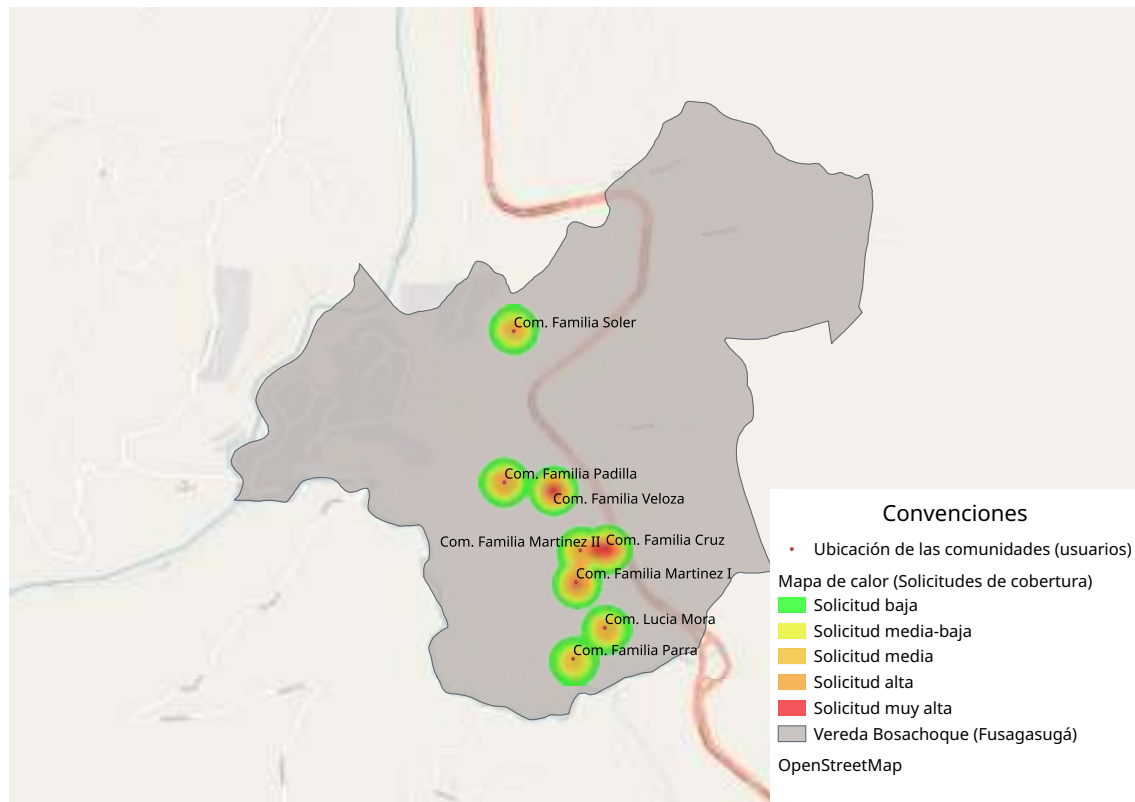 Com. Familia Soler
Com. Familia Padilla
Com. Familia Veloza
Com. Familia Martinez II
Com. Familia Cruz
Com. Familia Martinez I
Com. Lucia Mora
Com. Familia Parra
Convenciones
Ubicación de las comunidades (usuarios)
Mapa de calor (Solicitudes de cobertura)
Solicitud baja
Solicitud media-baja
Solicitud media
Solicitud alta
Solicitud muy alta
Vereda Bosachoque (Fusagasugá)
OpenStreetMap